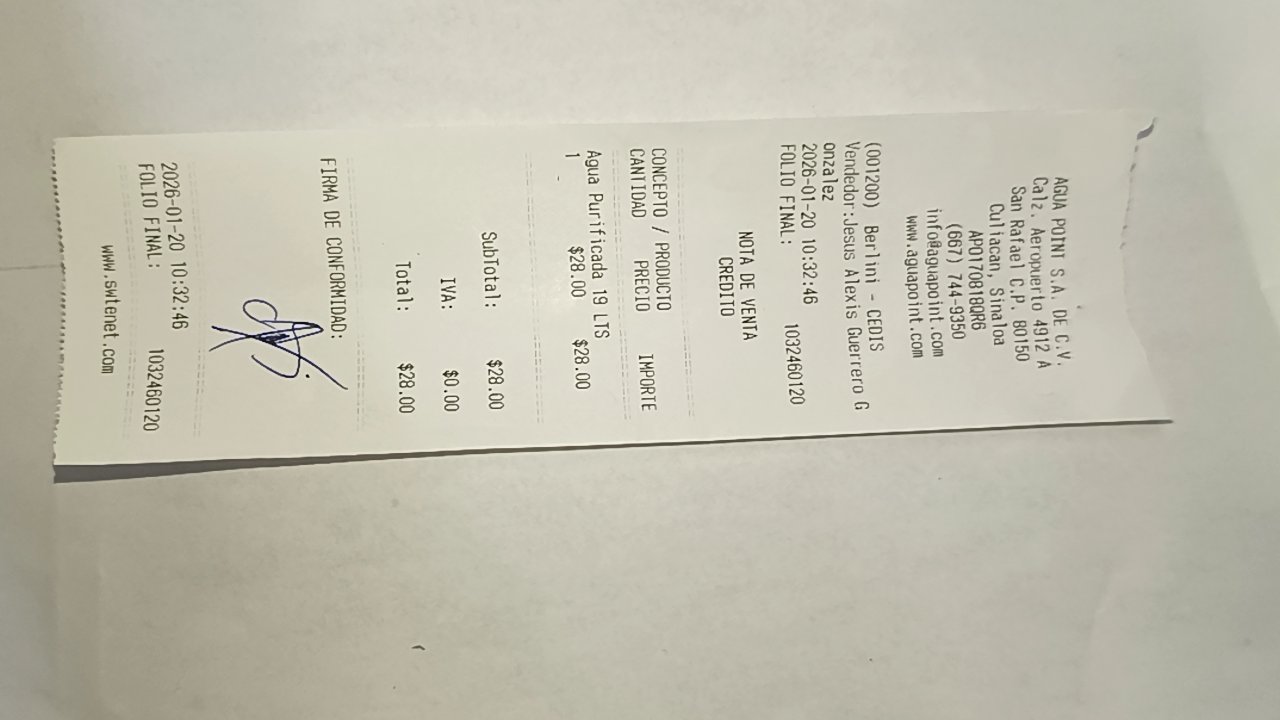 AGUA POINT S.A. DE C.V.
Calz. Aeropuerto 4912 A
San Rafael C.P. 80150
Culiacan, Sinaloa
APO170818QR6
(667) 744-9350
info@aguapoint.com
www.aguapoint.com
(001200) Berlini - CEDIS
Vendedor:Jesus Alexis Guerrero G
onzalez
2026-01-20 10:32:46
FOLIO FINAL: 1032460120
NOTA DE VENTA
CREDITO
CONCEPTO / PRODUCTO
CANTIDAD PRECIO IMPORTE
Agua Purificada 19 LTS
1 $28.00 $28.00
SubTotal: $28.00
IVA: $0.00
Total: $28.00
FIRMA DE CONFORMIDAD:
2026-01-20 10:32:46
FOLIO FINAL: 1032460120
www.swtenet.com